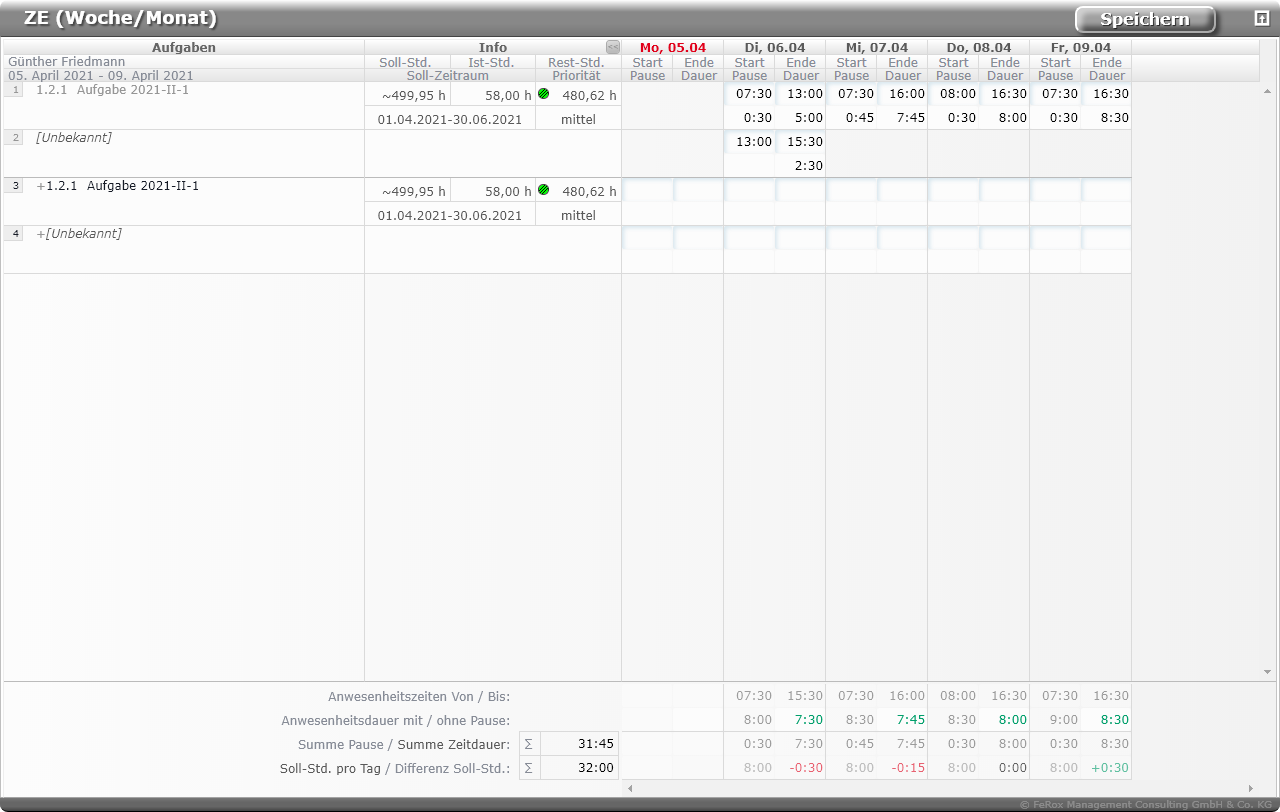 ZE (Woche/Monat) Speichern
Aufgaben Info << Mo, 05.04 Di, 06.04 Mi, 07.04 Do, 08.04 Fr, 09.04
Günther Friedmann Soll-Std. Ist-Std. Rest-Std. Start Ende Start Ende Start Ende Start Ende Start Ende
05. April 2021 - 09. April 2021 Soll-Zeitraum Priorität Pause Dauer Pause Dauer Pause Dauer Pause Dauer Pause Dauer
1 1.2.1 Aufgabe 2021-II-1 ~499,95 h 58,00 h 480,62 h 07:30 13:00 07:30 16:00 08:00 16:30 07:30 16:30
01.04.2021-30.06.2021 mittel 0:30 5:00 0:45 7:45 0:30 8:00 0:30 8:30
2 [Unbekannt] 13:00 15:30
2:30
3 +1.2.1 Aufgabe 2021-II-1 ~499,95 h 58,00 h 480,62 h
01.04.2021-30.06.2021 mittel
4 +[Unbekannt]
Anwesenheitszeiten Von / Bis: 07:30 15:30 07:30 16:00 08:00 16:30 07:30 16:30
Anwesenheitsdauer mit / ohne Pause: 8:00 7:30 8:30 7:45 8:30 8:00 9:00 8:30
Summe Pause / Summe Zeitdauer: Σ 31:45 0:30 7:30 0:45 7:45 0:30 8:00 0:30 8:30
Soll-Std. pro Tag / Differenz Soll-Std.: Σ 32:00 8:00 -0:30 8:00 -0:15 8:00 0:00 8:00 +0:30
© FeRox Management Consulting GmbH & Co. KG